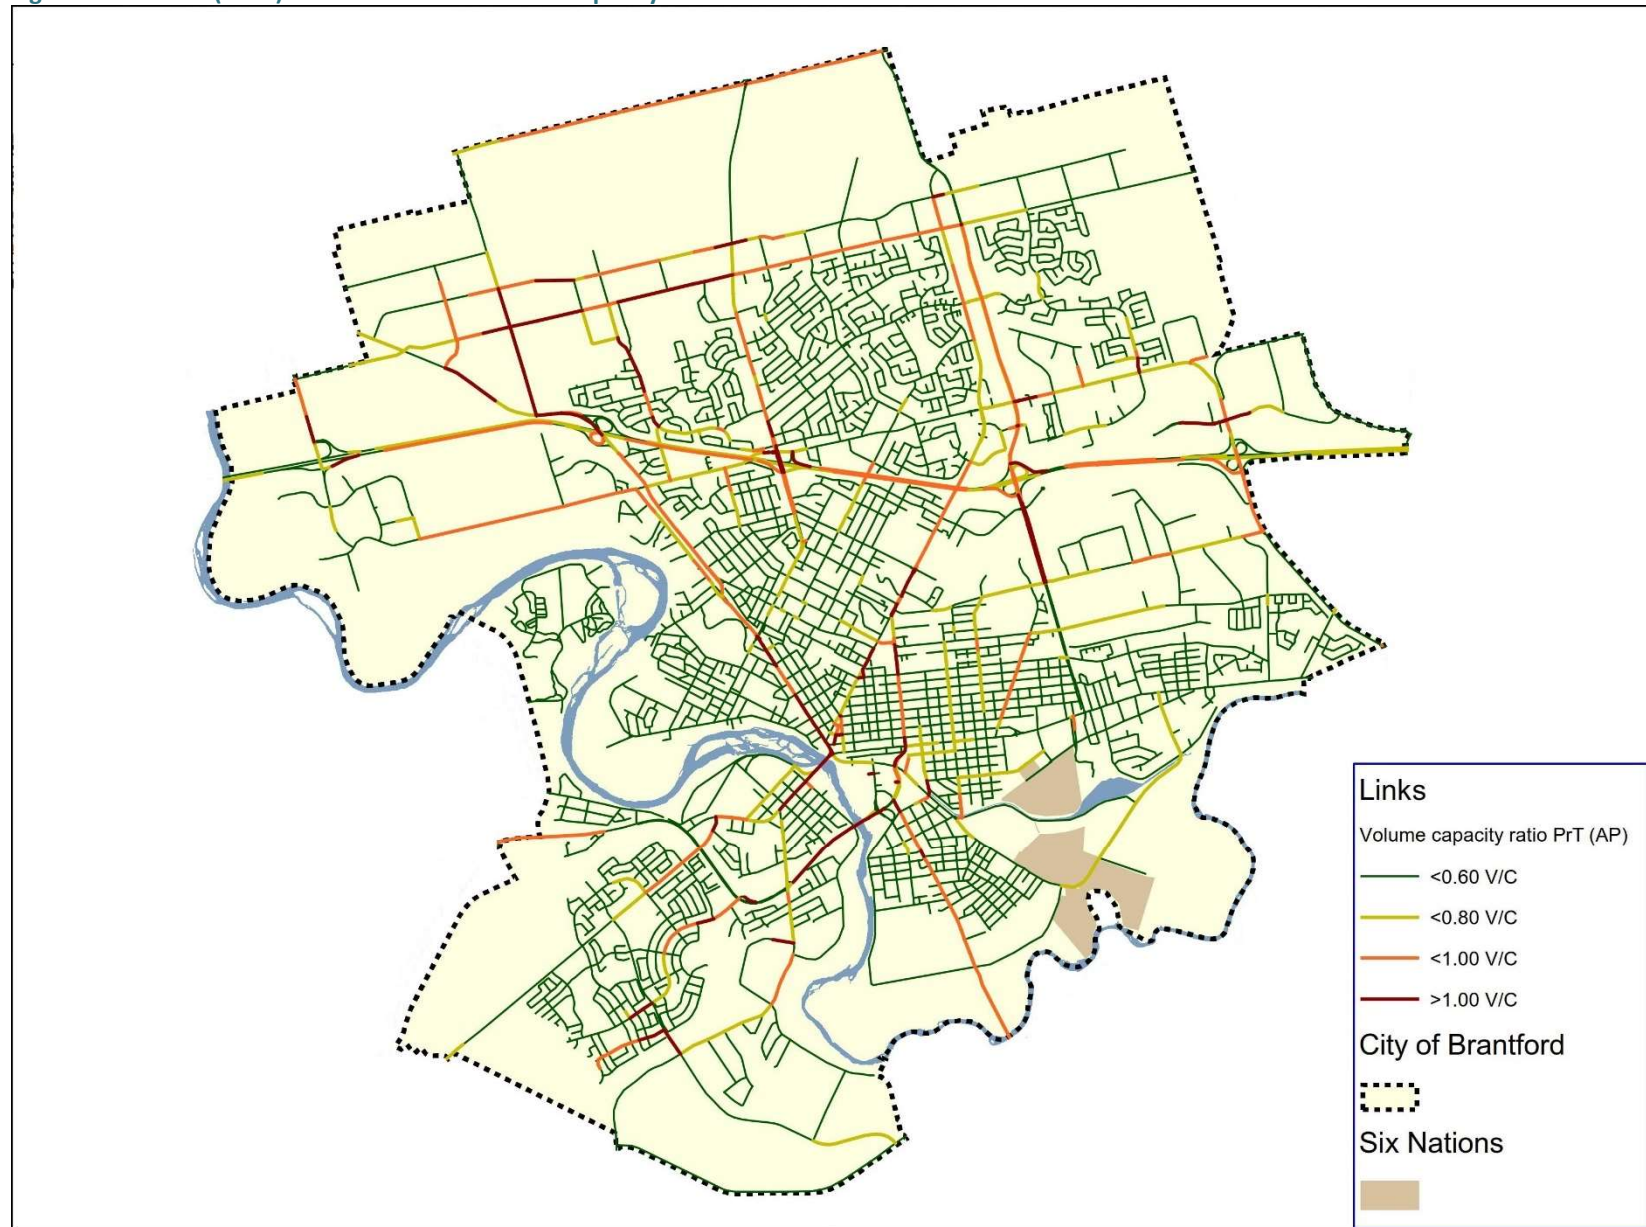 Links
Volume capacity ratio PrT (AP)
<0.60 V/C
<0.80 V/C
<1.00 V/C
>1.00 V/C
City of Brantford
Six Nations